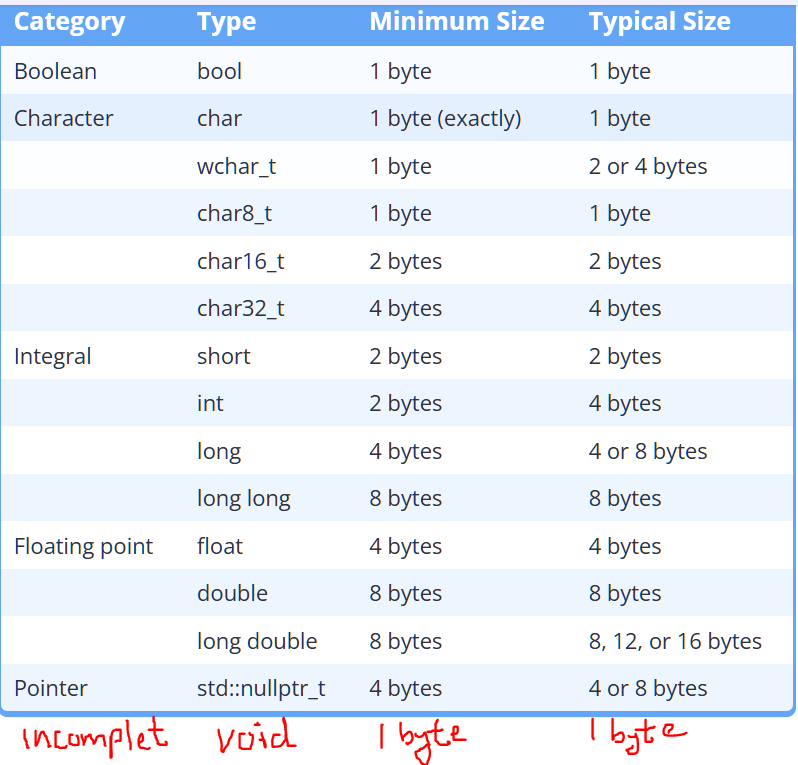 Category Type Minimum Size Typical Size
Boolean bool 1 byte 1 byte
Character char 1 byte (exactly) 1 byte
wchar_t 1 byte 2 or 4 bytes
char8_t 1 byte 1 byte
char16_t 2 bytes 2 bytes
char32_t 4 bytes 4 bytes
Integral short 2 bytes 2 bytes
int 2 bytes 4 bytes
long 4 bytes 4 or 8 bytes
long long 8 bytes 8 bytes
Floating point float 4 bytes 4 bytes
double 8 bytes 8 bytes
long double 8 bytes 8, 12, or 16 bytes
Pointer std::nullptr_t 4 bytes 4 or 8 bytes
incomplet void 1 byte 1 byte